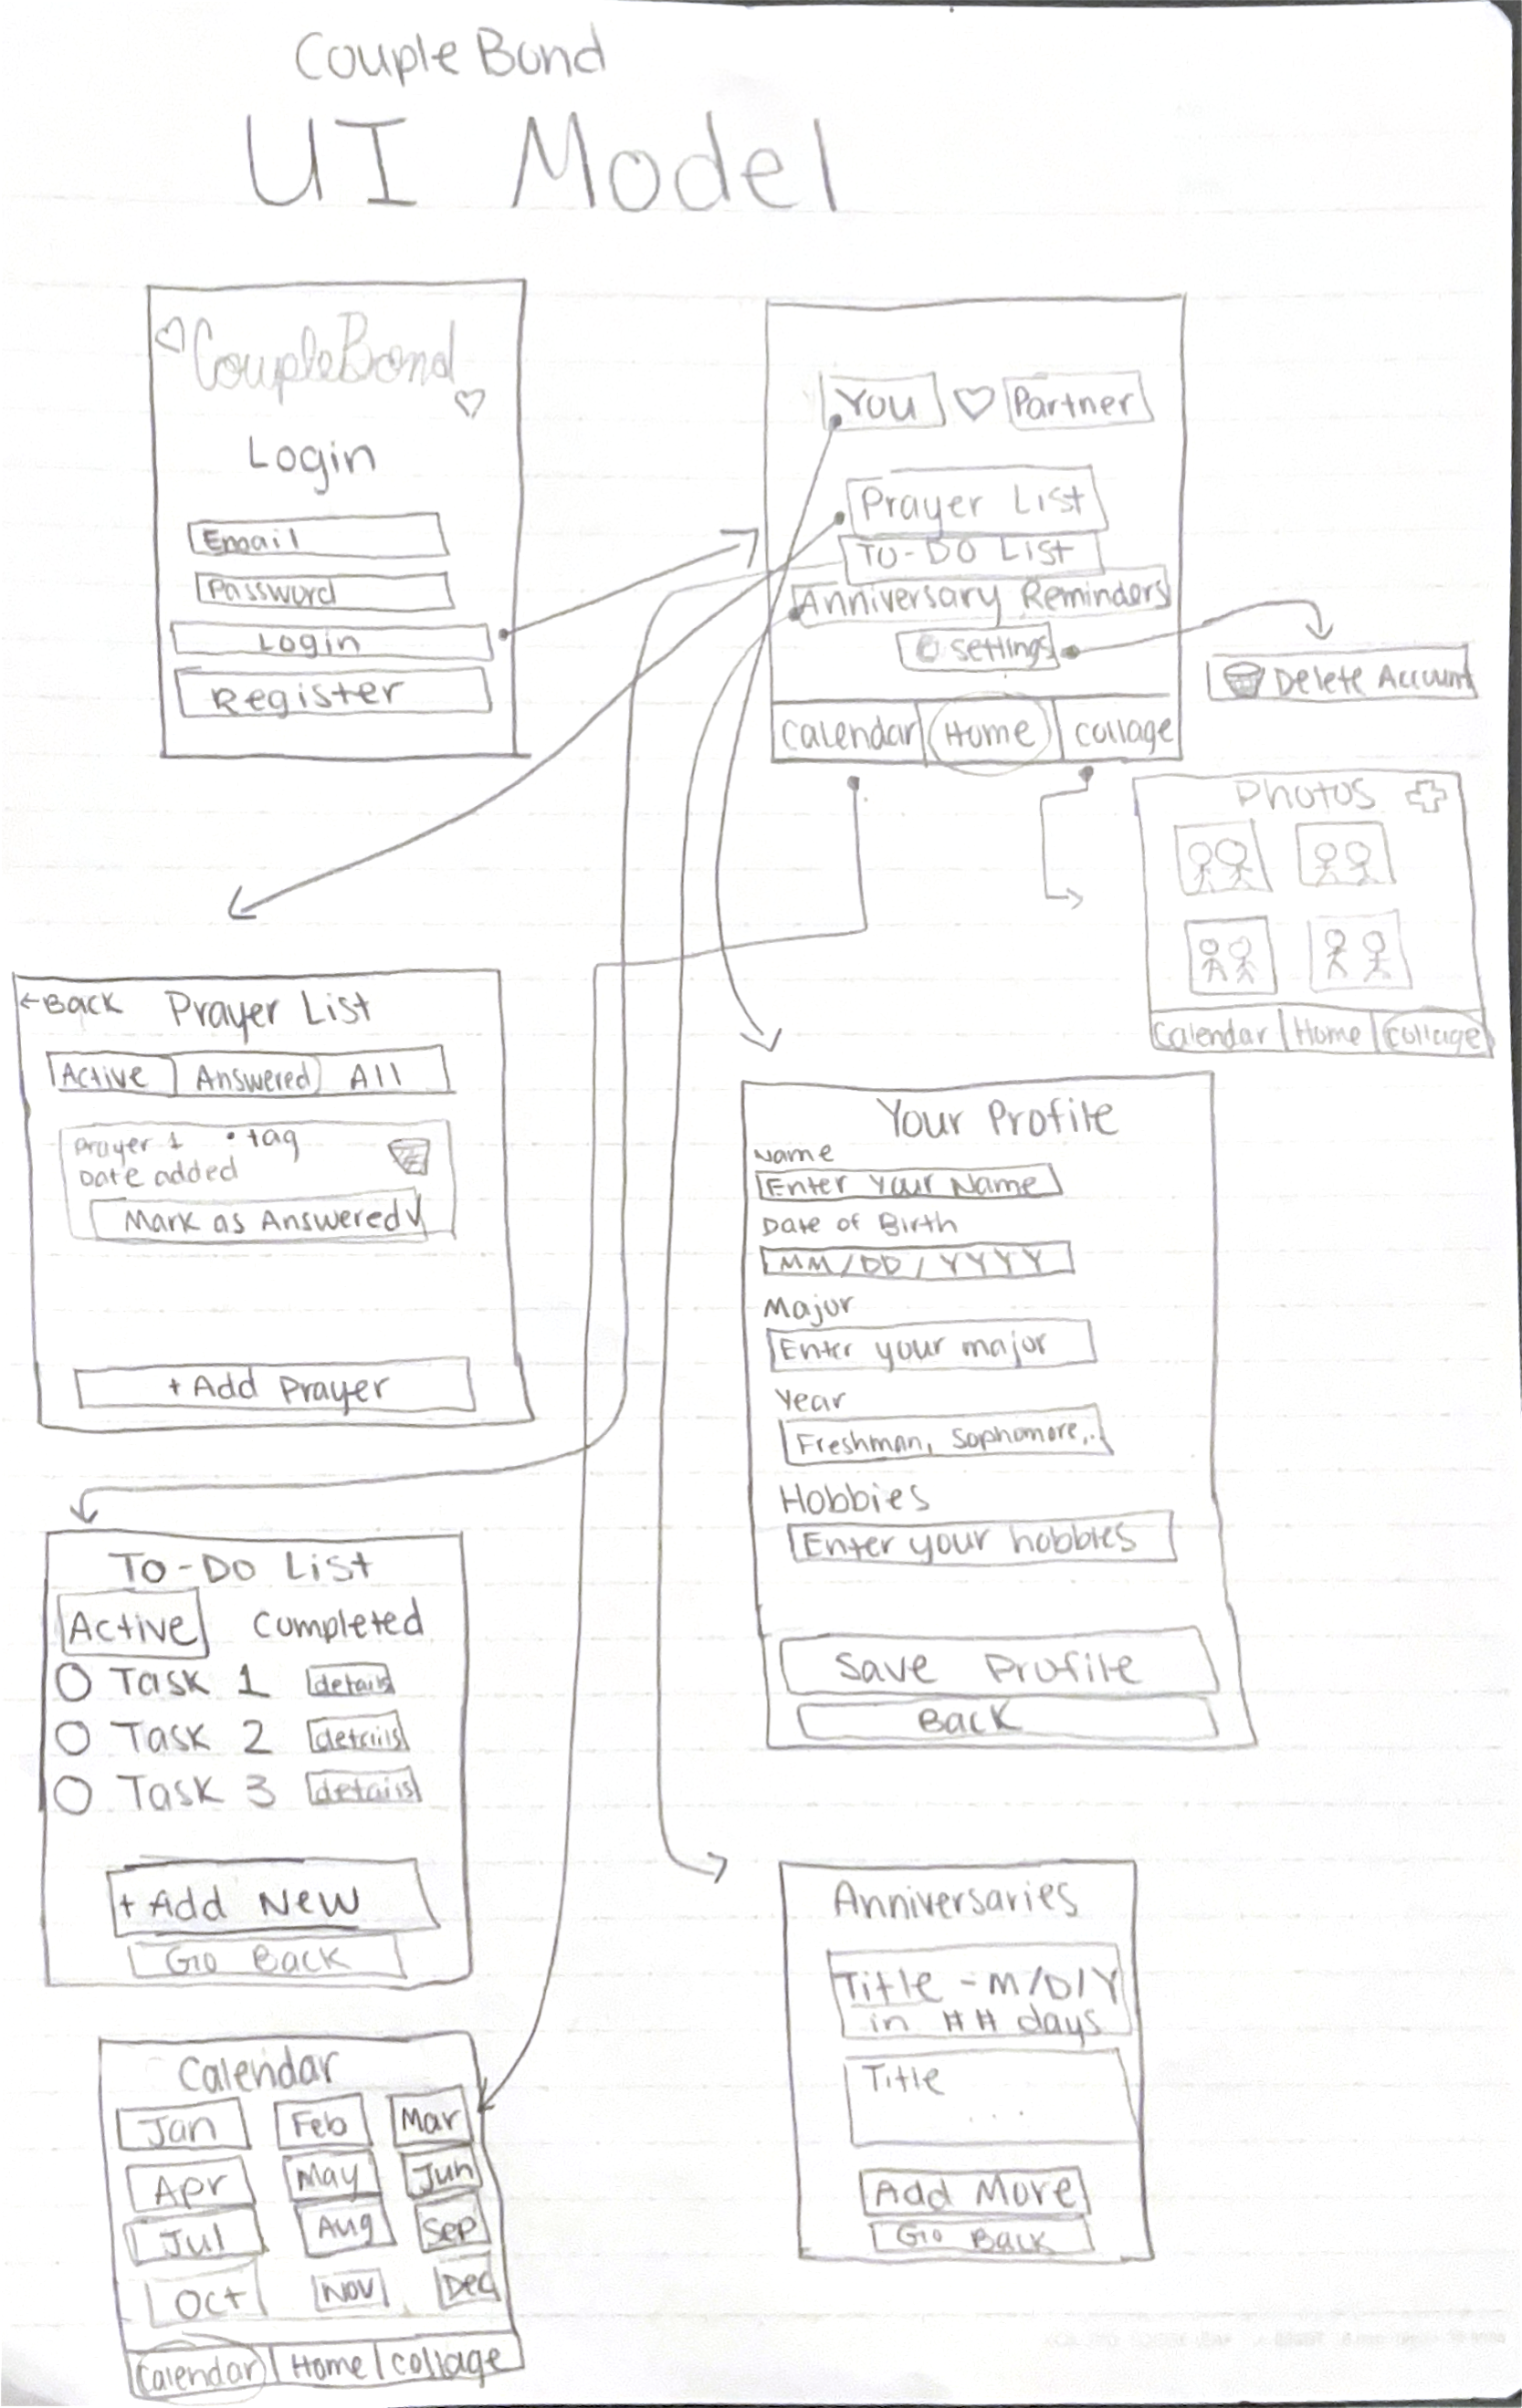 Couple Bond
UI Model
CoupleBond
Login
Email
Password
Login
Register
You Partner
Prayer List
To-Do List
Anniversary Reminders
Settings
Calendar Home Collage
Delete Account
Photos
Calendar Home Collage
←Back Prayer List
Active Answered All
Prayer 1 • tag
Date added
Mark as Answered ✓
+ Add Prayer
Your Profile
Name
Enter Your Name
Date of Birth
MM/DD/YYYY
Major
Enter your major
Year
Freshman, Sophomore,..
Hobbies
Enter your hobbies
Save Profile
Back
To-Do List
Active Completed
Task 1 details
Task 2 details
Task 3 details
+ Add New
Go Back
Anniversaries
Title - M/D/Y
in ## days
Title
...
Add More
Go Back
Calendar
Jan Feb Mar
Apr May Jun
Jul Aug Sep
Oct Nov Dec
Calendar Home Collage